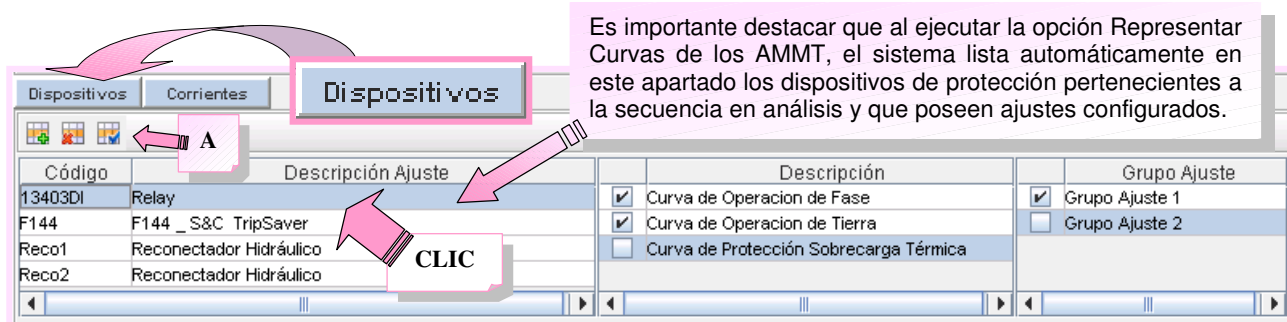 Es importante destacar que al ejecutar la opción Representar
Curvas de los AMMT, el sistema lista automáticamente en
este apartado los dispositivos de protección pertenecientes a
la secuencia en análisis y que poseen ajustes configurados.
Dispositivos Corrientes
Dispositivos
A
Código Descripción Ajuste Descripción Grupo Ajuste
13403DI Relay Curva de Operacion de Fase Grupo Ajuste 1
F144 F144 _ S&C TripSaver Curva de Operacion de Tierra Grupo Ajuste 2
Reco1 Reconectador Hidráulico Curva de Protección Sobrecarga Térmica
Reco2 Reconectador Hidráulico
CLIC